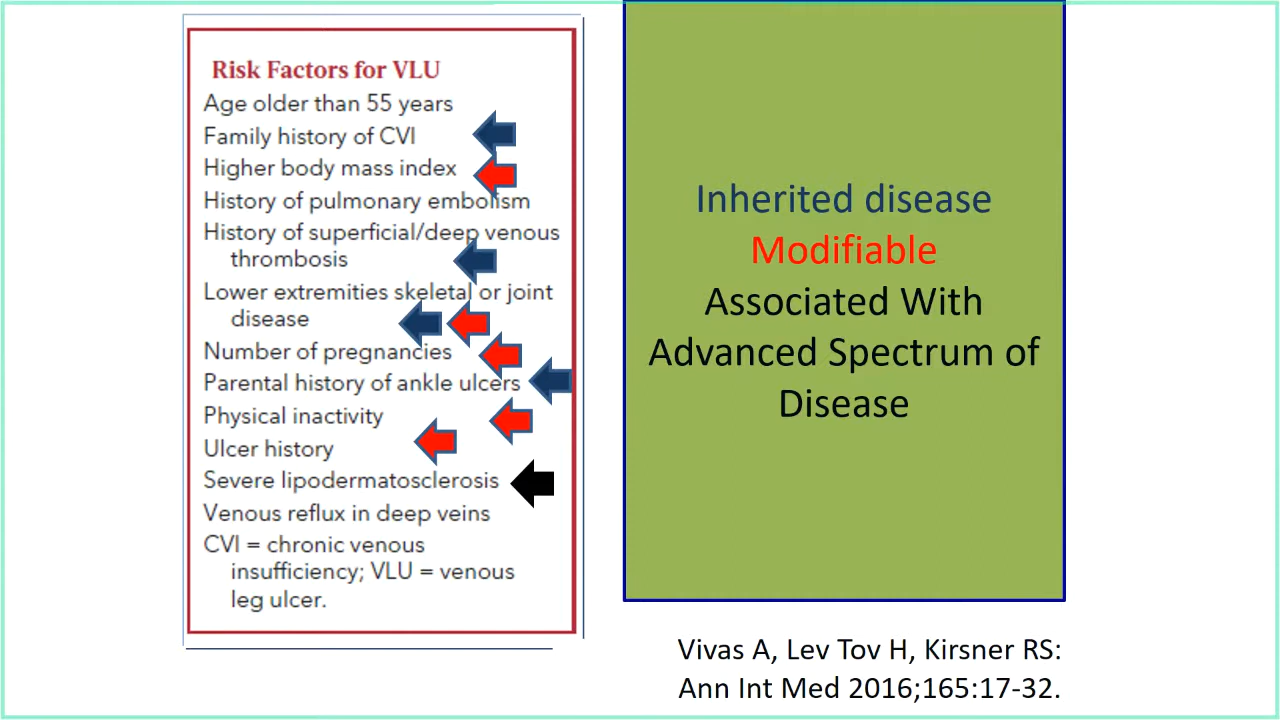 Risk Factors for VLU
Age older than 55 years
Family history of CVI
Higher body mass index
History of pulmonary embolism
History of superficial/deep venous
thrombosis
Lower extremities skeletal or joint
disease
Number of pregnancies
Parental history of ankle ulcers
Physical inactivity
Ulcer history
Severe lipodermatosclerosis
Venous reflux in deep veins
CVI = chronic venous
insufficiency; VLU = venous
leg ulcer.
Inherited disease
Modifiable
Associated With
Advanced Spectrum of
Disease
Vivas A, Lev Tov H, Kirsner RS:
Ann Int Med 2016;165:17-32.